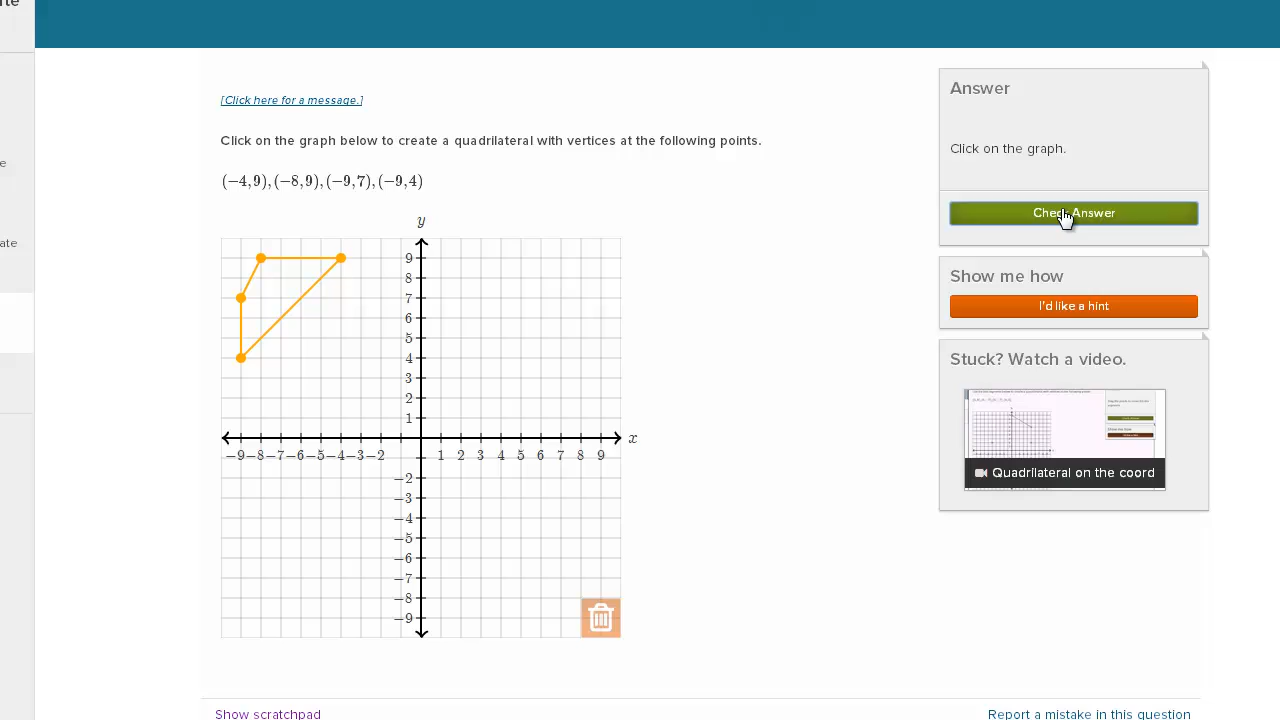 [Click here for a message.]
Click on the graph below to create a quadrilateral with vertices at the following points.
(−4,9),(−8,9),(−9,7),(−9,4)
y
9
8
7
6
5
4
3
2
1
−9−8−7−6−5−4−3−2 1 2 3 4 5 6 7 8 9 x
−2
−3
−4
−5
−6
−7
−8
−9
Show scratchpad
Report a mistake in this question
Answer
Click on the graph.
Check Answer
Show me how
I'd like a hint
Stuck? Watch a video.
Quadrilateral on the coord
ate